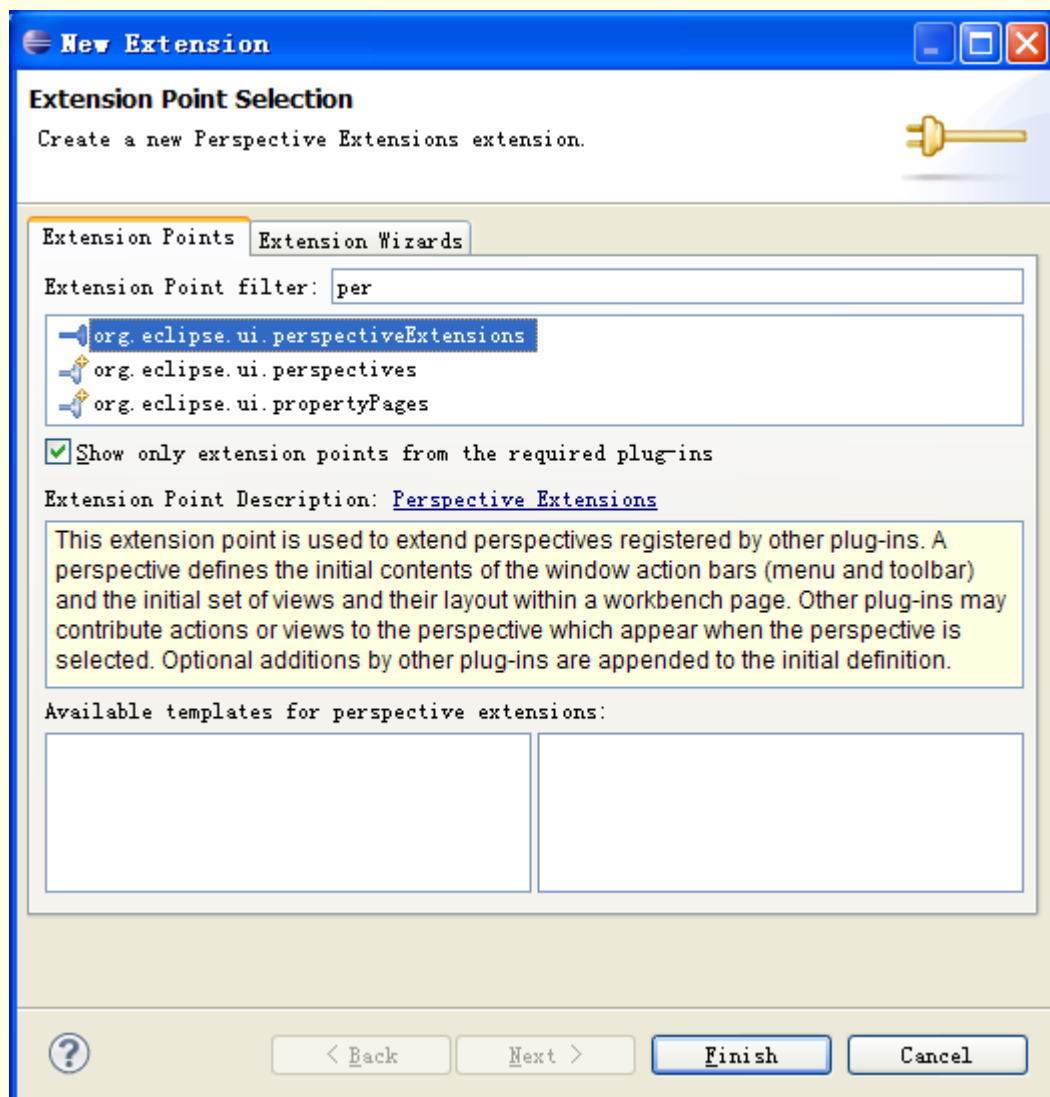 New Extension
Extension Point Selection
Create a new Perspective Extensions extension.
Extension Points
Extension Wizards
Extension Point filter: per
org.eclipse.ui.perspectiveExtensions
org.eclipse.ui.perspectives
org.eclipse.ui.propertyPages
Show only extension points from the required plug-ins
Extension Point Description: Perspective Extensions
This extension point is used to extend perspectives registered by other plug-ins. A
perspective defines the initial contents of the window action bars (menu and toolbar)
and the initial set of views and their layout within a workbench page. Other plug-ins may
contribute actions or views to the perspective which appear when the perspective is
selected. Optional additions by other plug-ins are appended to the initial definition.
Available templates for perspective extensions:
?
< Back
Next >
Finish
Cancel